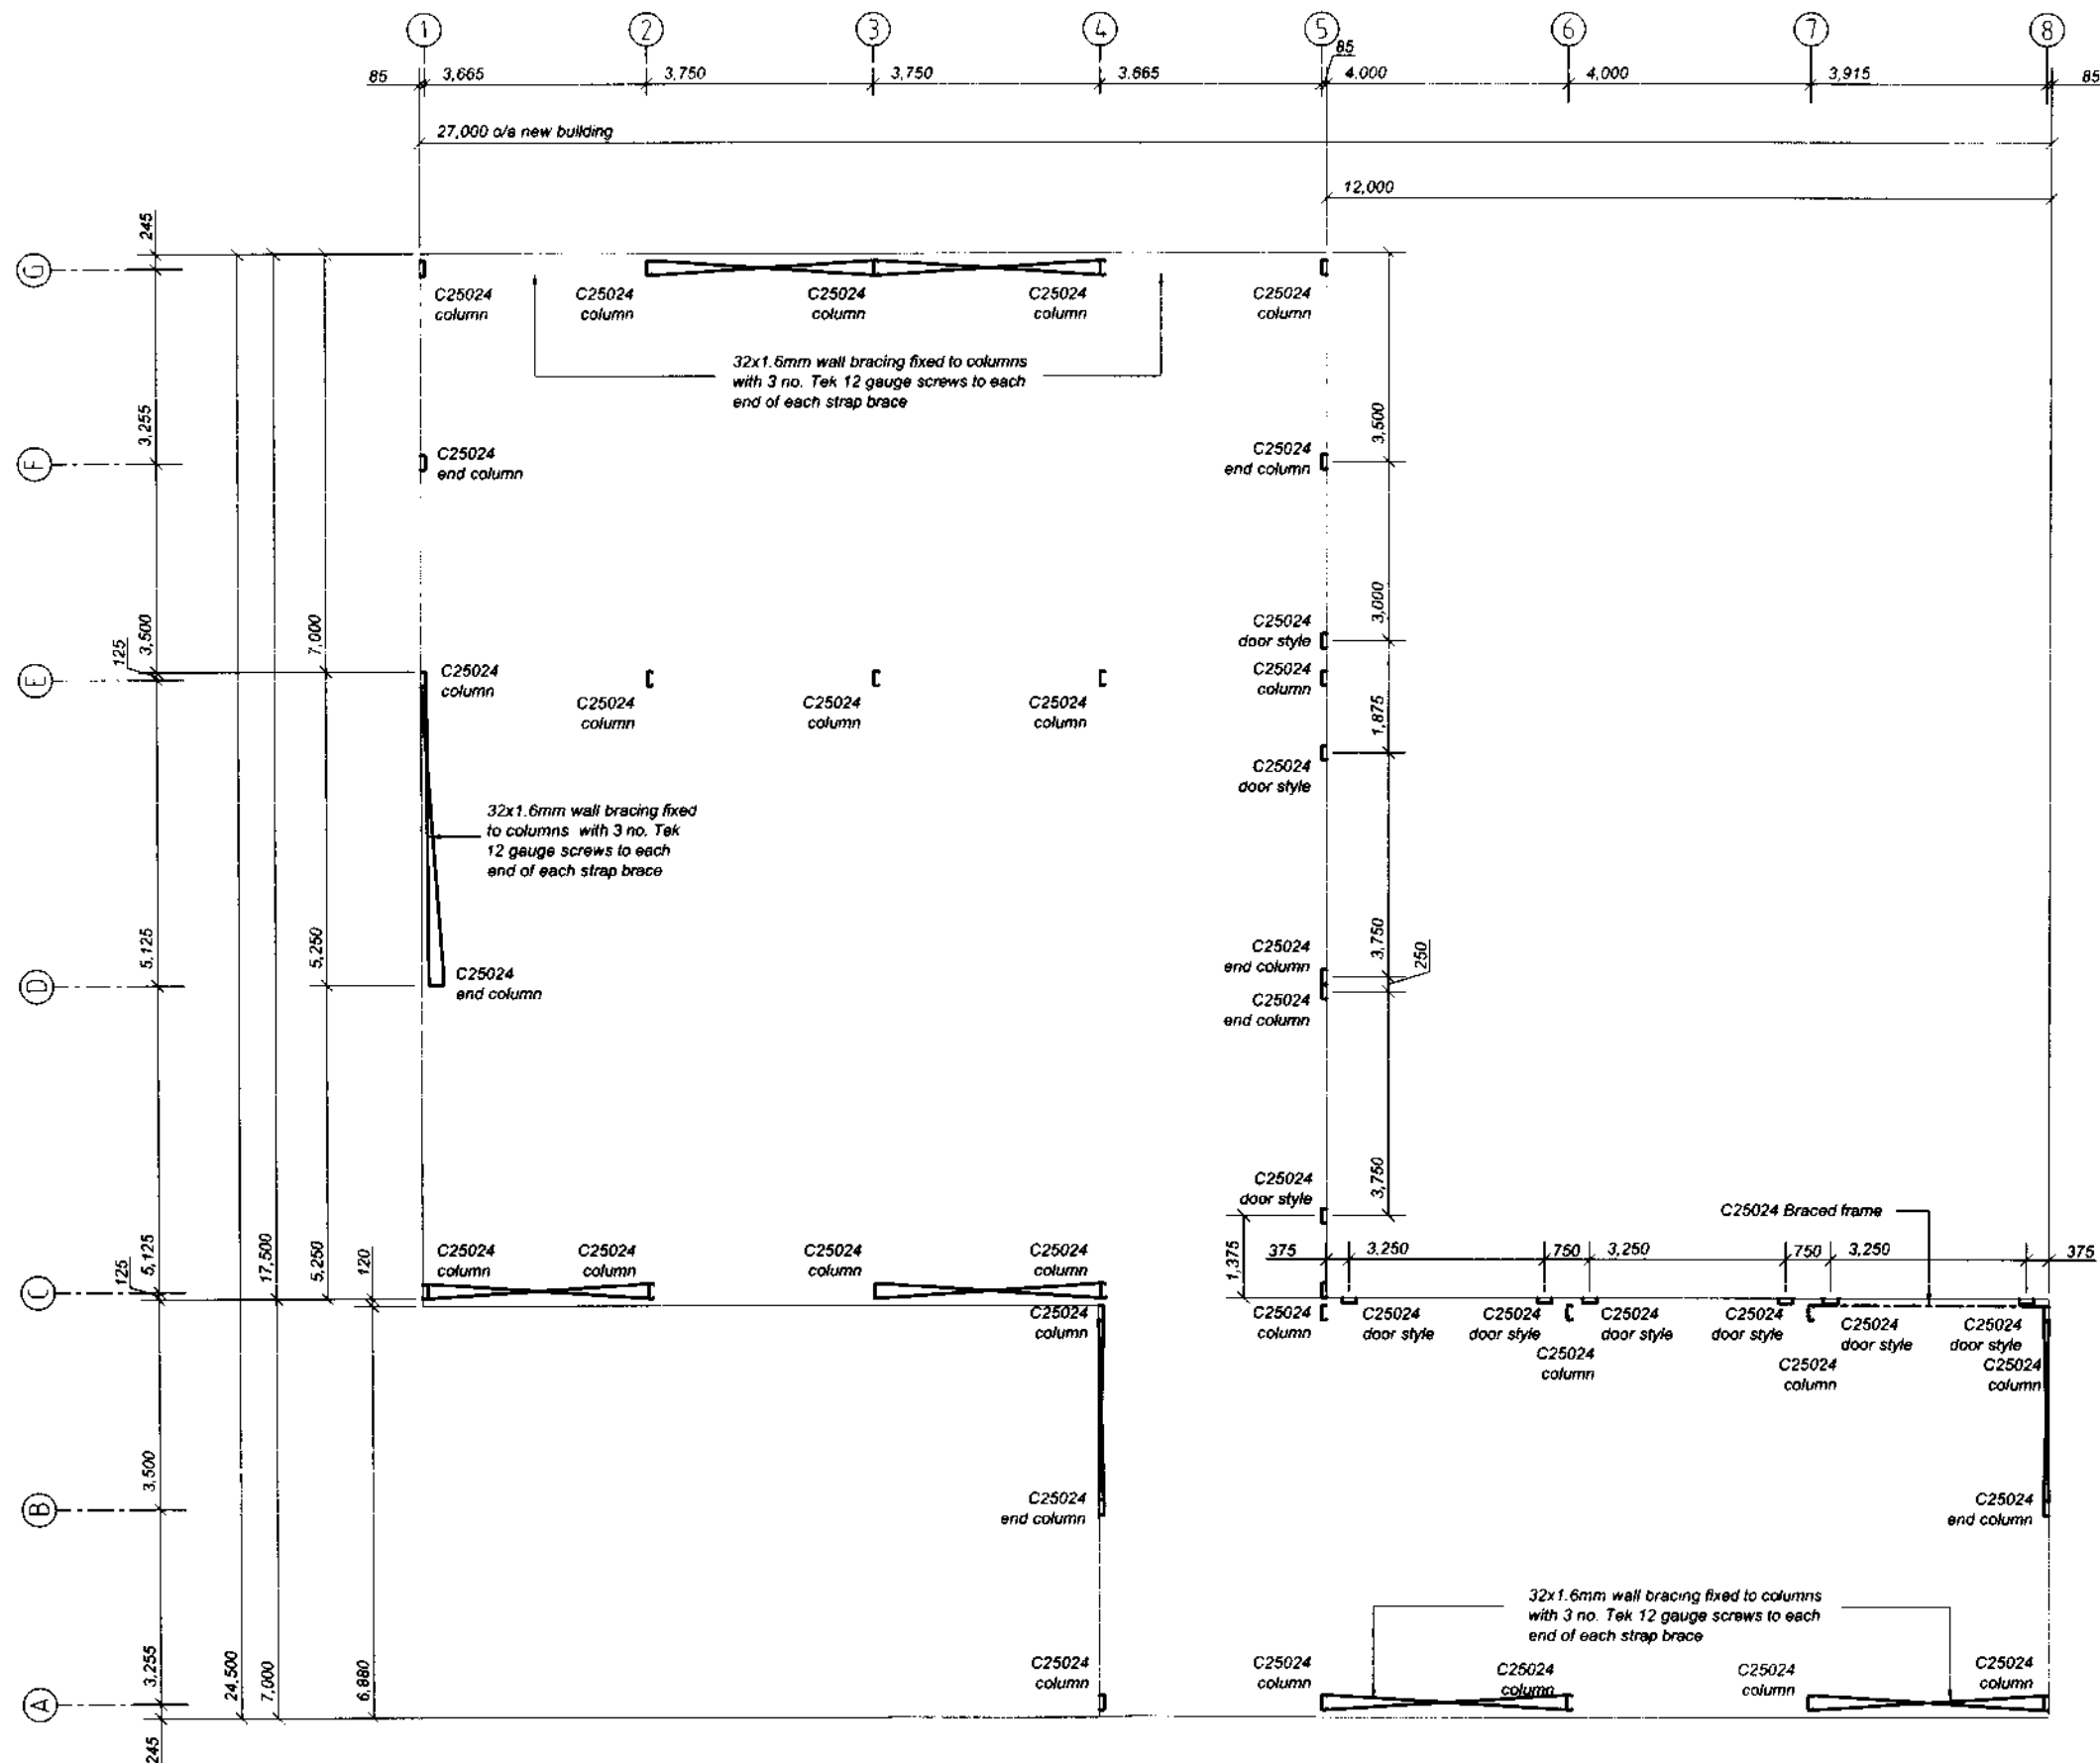 1 2 3 4 5 6 7 8
85 3,665 3,750 3,750 3,665 85 4,000 4,000 3,915 85
27,000 o/a new building
12,000
245
G
C25024
column
C25024
column
C25024
column
C25024
column
C25024
column
32x1.6mm wall bracing fixed to columns
with 3 no. Tek 12 gauge screws to each
end of each strap brace
3,255
3,500
F
C25024
end column
C25024
end column
3,000
C25024
door style
125
3,500
7,000
E
C25024
column
C25024
column
C25024
column
C25024
column
C25024
column
1,875
C25024
door style
32x1.6mm wall bracing fixed
to columns with 3 no. Tek
12 gauge screws to each
end of each strap brace
5,125
5,250
3,750
250
D
C25024
end column
C25024
end column
C25024
end column
3,750
C25024
door style
C25024 Braced frame
1,375
375 3,250 750 3,250 750 3,250 375
125
5,125
17,500
5,250
120
C
C25024
column
C25024
column
C25024
column
C25024
column
C25024
column
C25024
column
C25024
door style
C25024
door style
C25024
column
C25024
door style
C25024
door style
C25024
column
C25024
door style
C25024
door style
C25024
column
3,500
B
C25024
end column
C25024
end column
32x1.6mm wall bracing fixed to columns
with 3 no. Tek 12 gauge screws to each
end of each strap brace
3,255
24,500
7,000
6,880
A
C25024
column
C25024
column
C25024
column
C25024
column
C25024
column
245